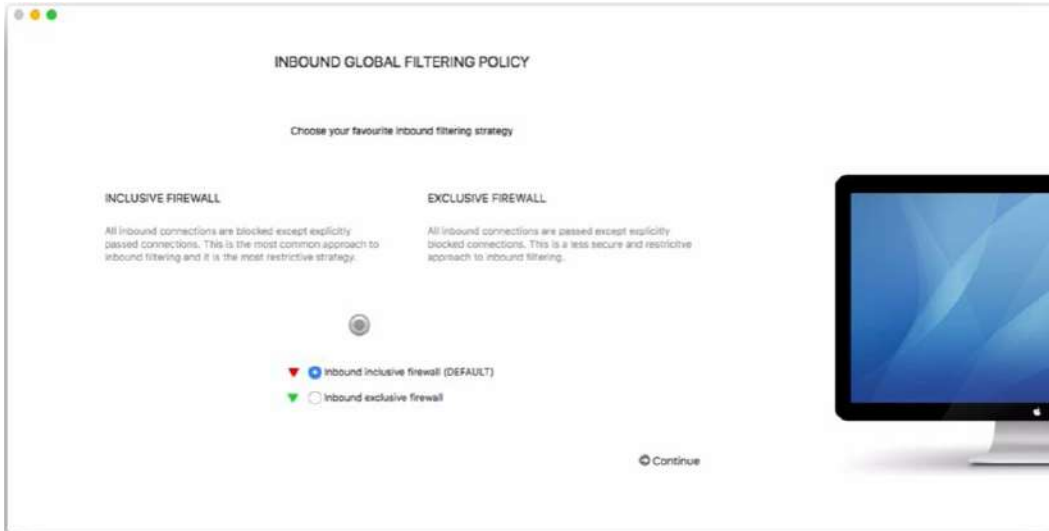 INBOUND GLOBAL FILTERING POLICY
Choose your favourite inbound filtering strategy
INCLUSIVE FIREWALL
All inbound connections are blocked except explicitly
passed connections. This is the most common approach to
inbound filtering and it is the most restrictive strategy.
EXCLUSIVE FIREWALL
All inbound connections are passed except explicitly
blocked connections. This is a less secure and restricitve
approach to inbound filtering.
Inbound inclusive firewall (DEFAULT)
Inbound exclusive firewall
Continue